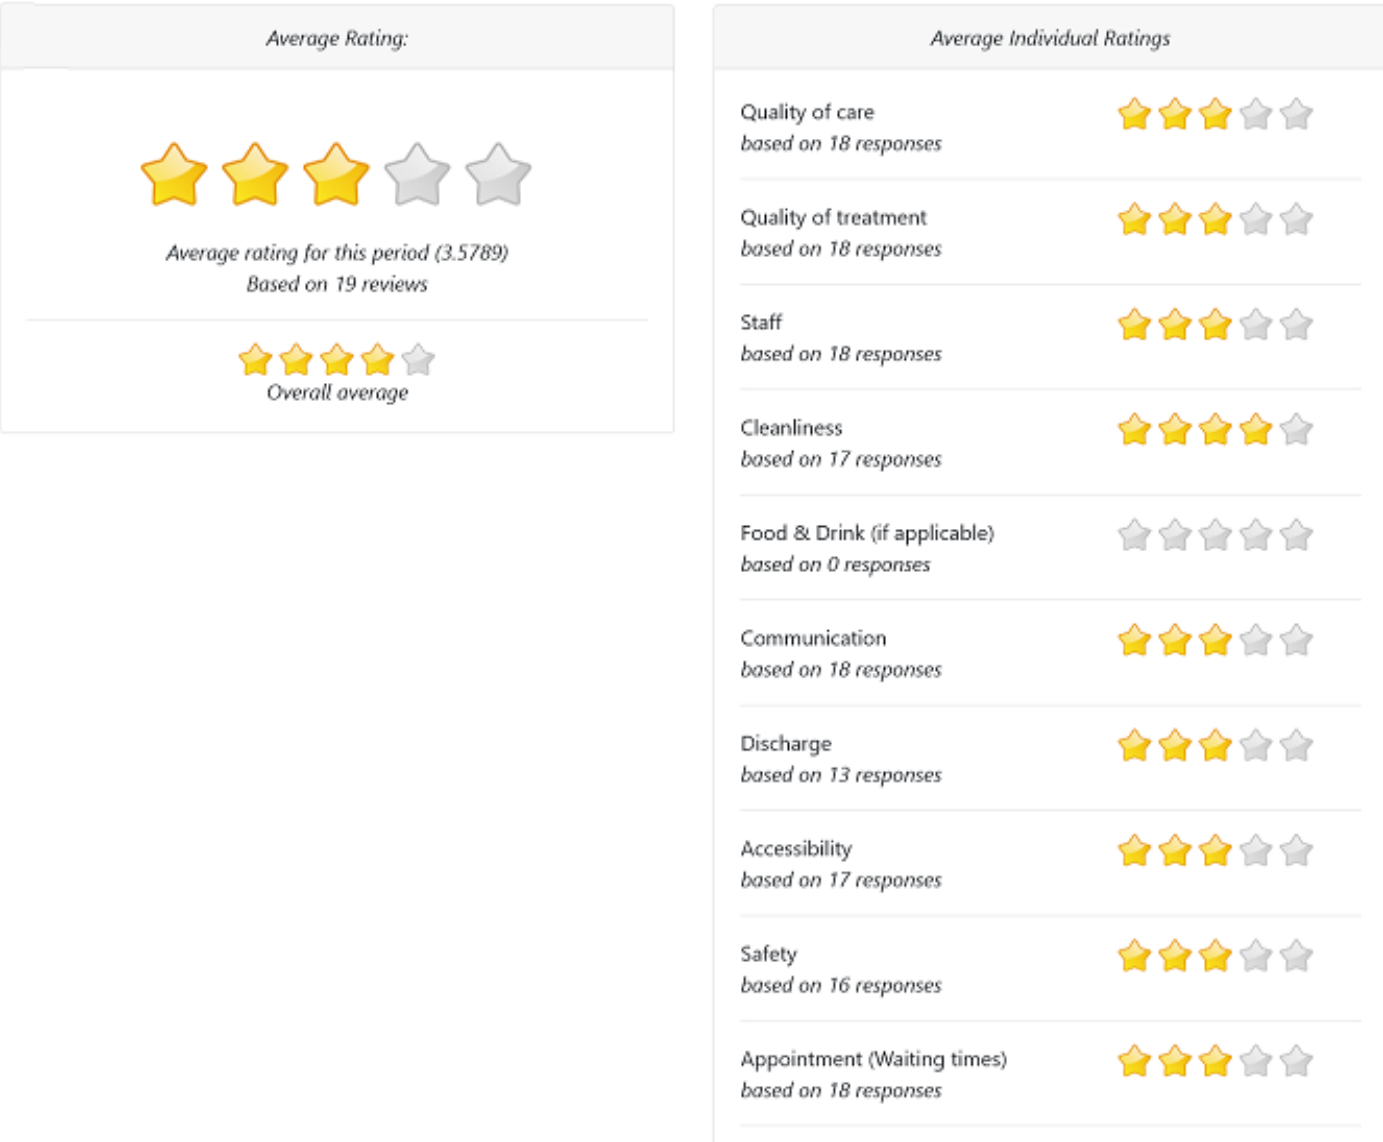 Average Rating:
Average rating for this period (3.5789)
Based on 19 reviews
Overall average
Average Individual Ratings
Quality of care
based on 18 responses
Quality of treatment
based on 18 responses
Staff
based on 18 responses
Cleanliness
based on 17 responses
Food & Drink (if applicable)
based on 0 responses
Communication
based on 18 responses
Discharge
based on 13 responses
Accessibility
based on 17 responses
Safety
based on 16 responses
Appointment (Waiting times)
based on 18 responses